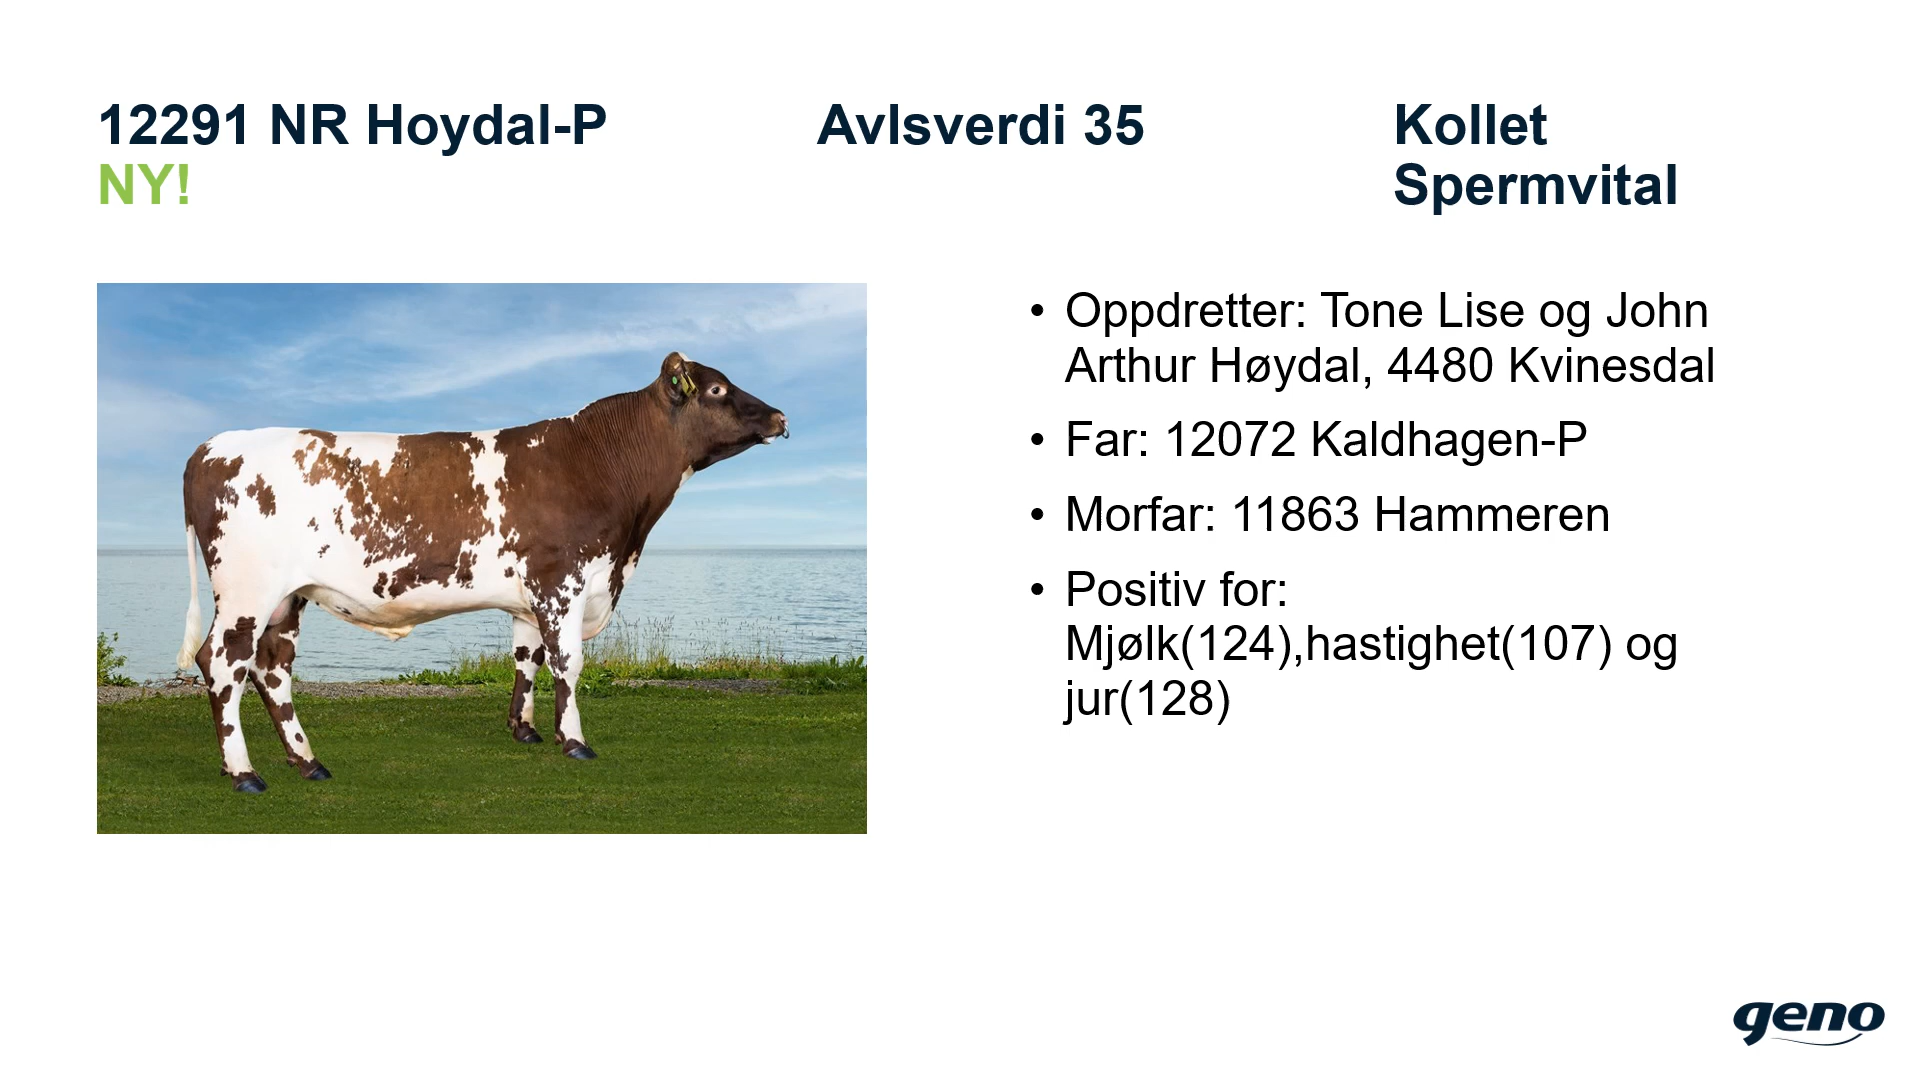 12291 NR Hoydal-P
NY!
Avlsverdi 35
Kollet
Spermvital
• Oppdretter: Tone Lise og John
Arthur Høydal, 4480 Kvinesdal
• Far: 12072 Kaldhagen-P
• Morfar: 11863 Hammeren
• Positiv for:
Mjølk(124),hastighet(107) og
jur(128)
geno